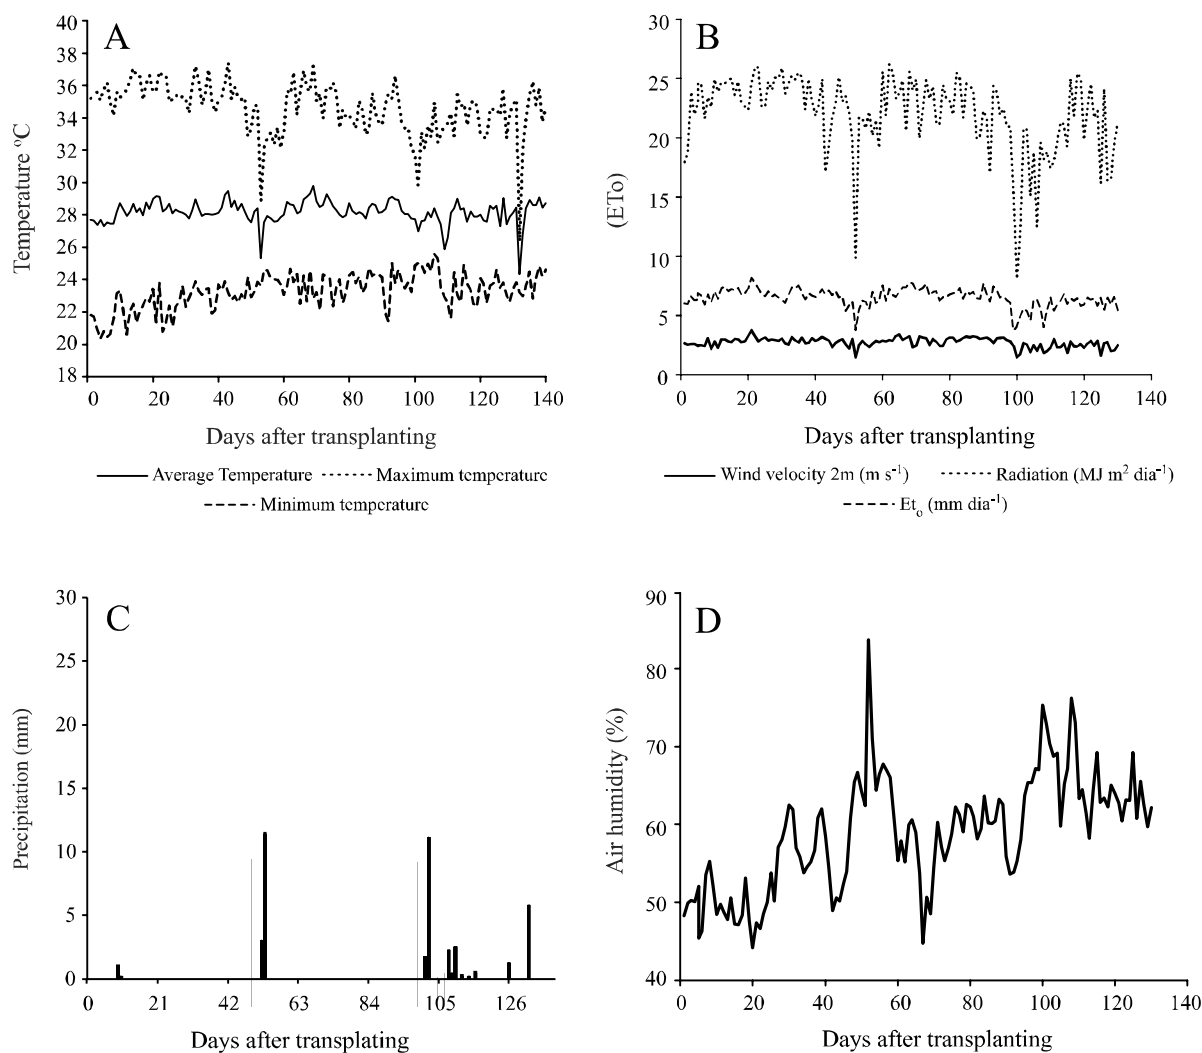 A
Temperature ºC
40
38
36
34
32
30
28
26
24
22
20
18
0 20 40 60 80 100 120 140
Days after transplanting
Average Temperature Maximum temperature
Minimum temperature
B
(ETo)
30
25
20
15
10
5
0
0 20 40 60 80 100 120 140
Days after transplanting
Wind velocity 2m (m s⁻¹) Radiation (MJ m² dia⁻¹)
Etₒ (mm dia⁻¹)
C
Precipitation (mm)
30
25
20
15
10
5
0
0 21 42 63 84 105 126
Days after transplating
D
Air humidity (%)
90
80
70
60
50
40
0 20 40 60 80 100 120 140
Days after transplanting